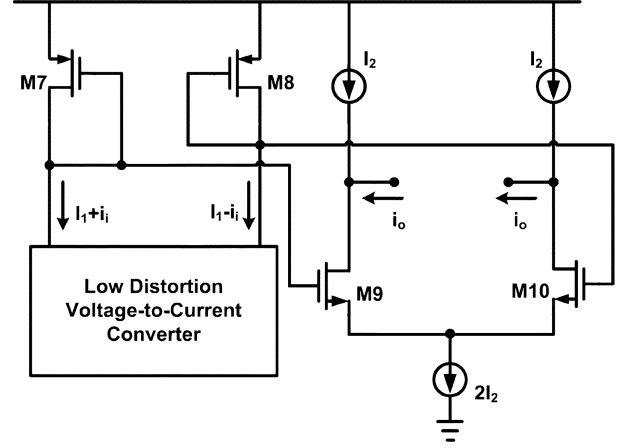 I2
I2
M7
M8
I1+ii
I1-ii
io
io
Low Distortion
Voltage-to-Current
Converter
M9
M10
2I2